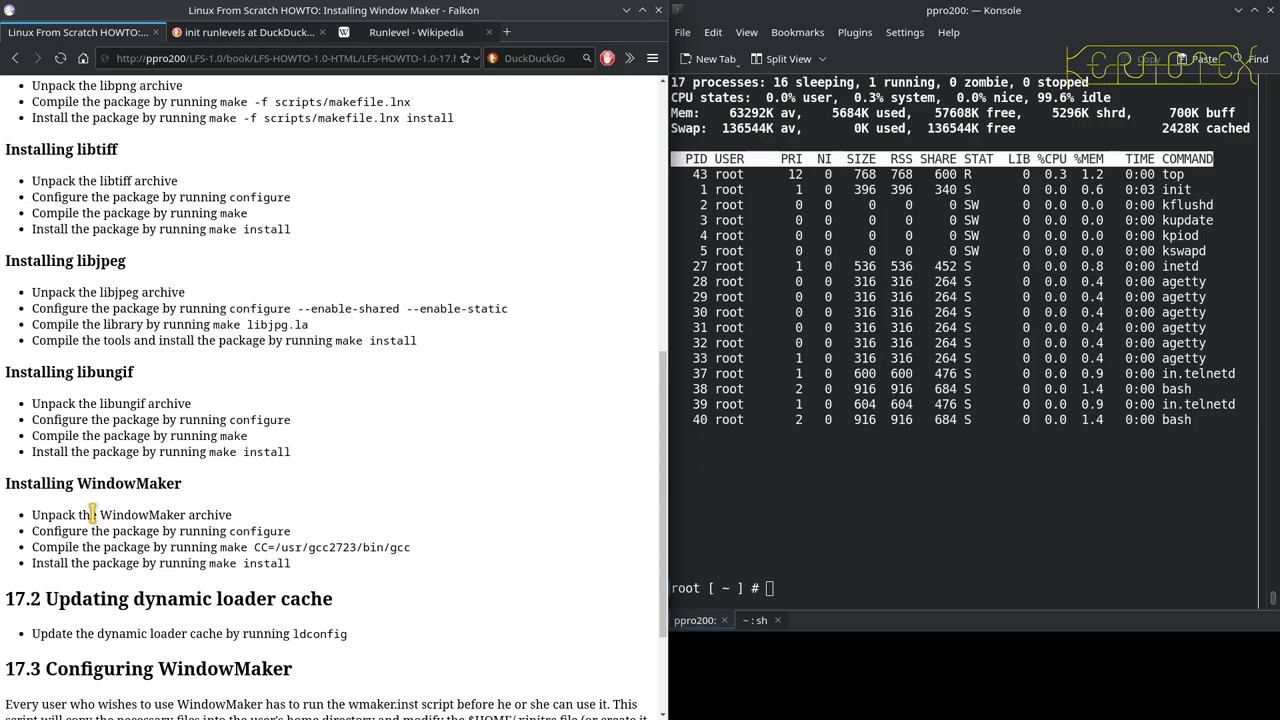 Linux From Scratch HOWTO: Installing Window Maker - Falkon
Linux From Scratch HOWTO:...
init runlevels at DuckDuck...
W
Runlevel - Wikipedia
http://ppro200/LFS-1.0/book/LFS-HOWTO-1.0-HTML/LFS-HOWTO-1.0-17.h
DuckDuckGo
Unpack the libpng archive
Compile the package by running make -f scripts/makefile.lnx
Install the package by running make -f scripts/makefile.lnx install
Installing libtiff
Unpack the libtiff archive
Configure the package by running configure
Compile the package by running make
Install the package by running make install
Installing libjpeg
Unpack the libjpeg archive
Configure the package by running configure --enable-shared --enable-static
Compile the library by running make libjpg.la
Compile the tools and install the package by running make install
Installing libungif
Unpack the libungif archive
Configure the package by running configure
Compile the package by running make
Install the package by running make install
Installing WindowMaker
Unpack the WindowMaker archive
Configure the package by running configure
Compile the package by running make CC=/usr/gcc2723/bin/gcc
Install the package by running make install
17.2 Updating dynamic loader cache
Update the dynamic loader cache by running ldconfig
17.3 Configuring WindowMaker
Every user who wishes to use WindowMaker has to run the wmaker.inst script before he or she can use it. This
script will copy the necessary files into the user's home directory and modify the $HOME/.xinitrc file (or create it
ppro200: — Konsole
File Edit View Bookmarks Plugins Settings Help
New Tab Split View Copy Paste Find
17 processes: 16 sleeping, 1 running, 0 zombie, 0 stopped
CPU states: 0.0% user, 0.3% system, 0.0% nice, 99.6% idle
Mem: 63292K av, 5684K used, 57608K free, 5296K shrd, 700K buff
Swap: 136544K av, 0K used, 136544K free 2428K cached
PID USER PRI NI SIZE RSS SHARE STAT LIB %CPU %MEM TIME COMMAND
43 root 12 0 768 768 600 R 0 0.3 1.2 0:00 top
1 root 1 0 396 396 340 S 0 0.0 0.6 0:03 init
2 root 0 0 0 0 0 SW 0 0.0 0.0 0:00 kflushd
3 root 0 0 0 0 0 SW 0 0.0 0.0 0:00 kupdate
4 root 0 0 0 0 0 SW 0 0.0 0.0 0:00 kpiod
5 root 0 0 0 0 0 SW 0 0.0 0.0 0:00 kswapd
27 root 1 0 536 536 452 S 0 0.0 0.8 0:00 inetd
28 root 0 0 316 316 264 S 0 0.0 0.4 0:00 agetty
29 root 0 0 316 316 264 S 0 0.0 0.4 0:00 agetty
30 root 0 0 316 316 264 S 0 0.0 0.4 0:00 agetty
31 root 0 0 316 316 264 S 0 0.0 0.4 0:00 agetty
32 root 0 0 316 316 264 S 0 0.0 0.4 0:00 agetty
33 root 1 0 316 316 264 S 0 0.0 0.4 0:00 agetty
37 root 1 0 600 600 476 S 0 0.0 0.9 0:00 in.telnetd
38 root 2 0 916 916 684 S 0 0.0 1.4 0:00 bash
39 root 1 0 604 604 476 S 0 0.0 0.9 0:00 in.telnetd
40 root 2 0 916 916 684 S 0 0.0 1.4 0:00 bash
root [ ~ ] #
ppro200:
~ : sh